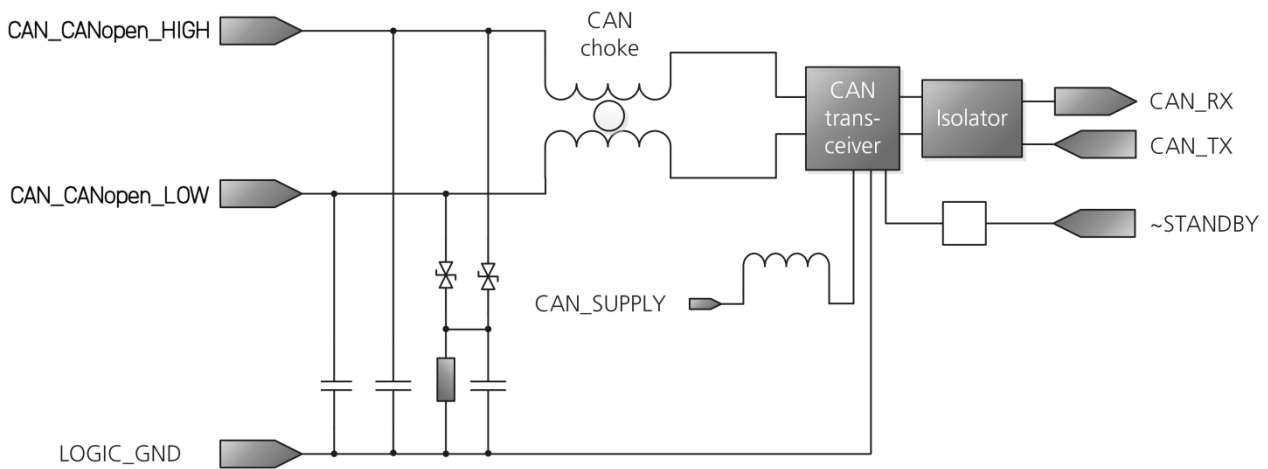 CAN_CANopen_HIGH
CAN
choke
CAN
trans-
ceiver
Isolator
CAN_RX
CAN_TX
CAN_CANopen_LOW
~STANDBY
CAN_SUPPLY
LOGIC_GND